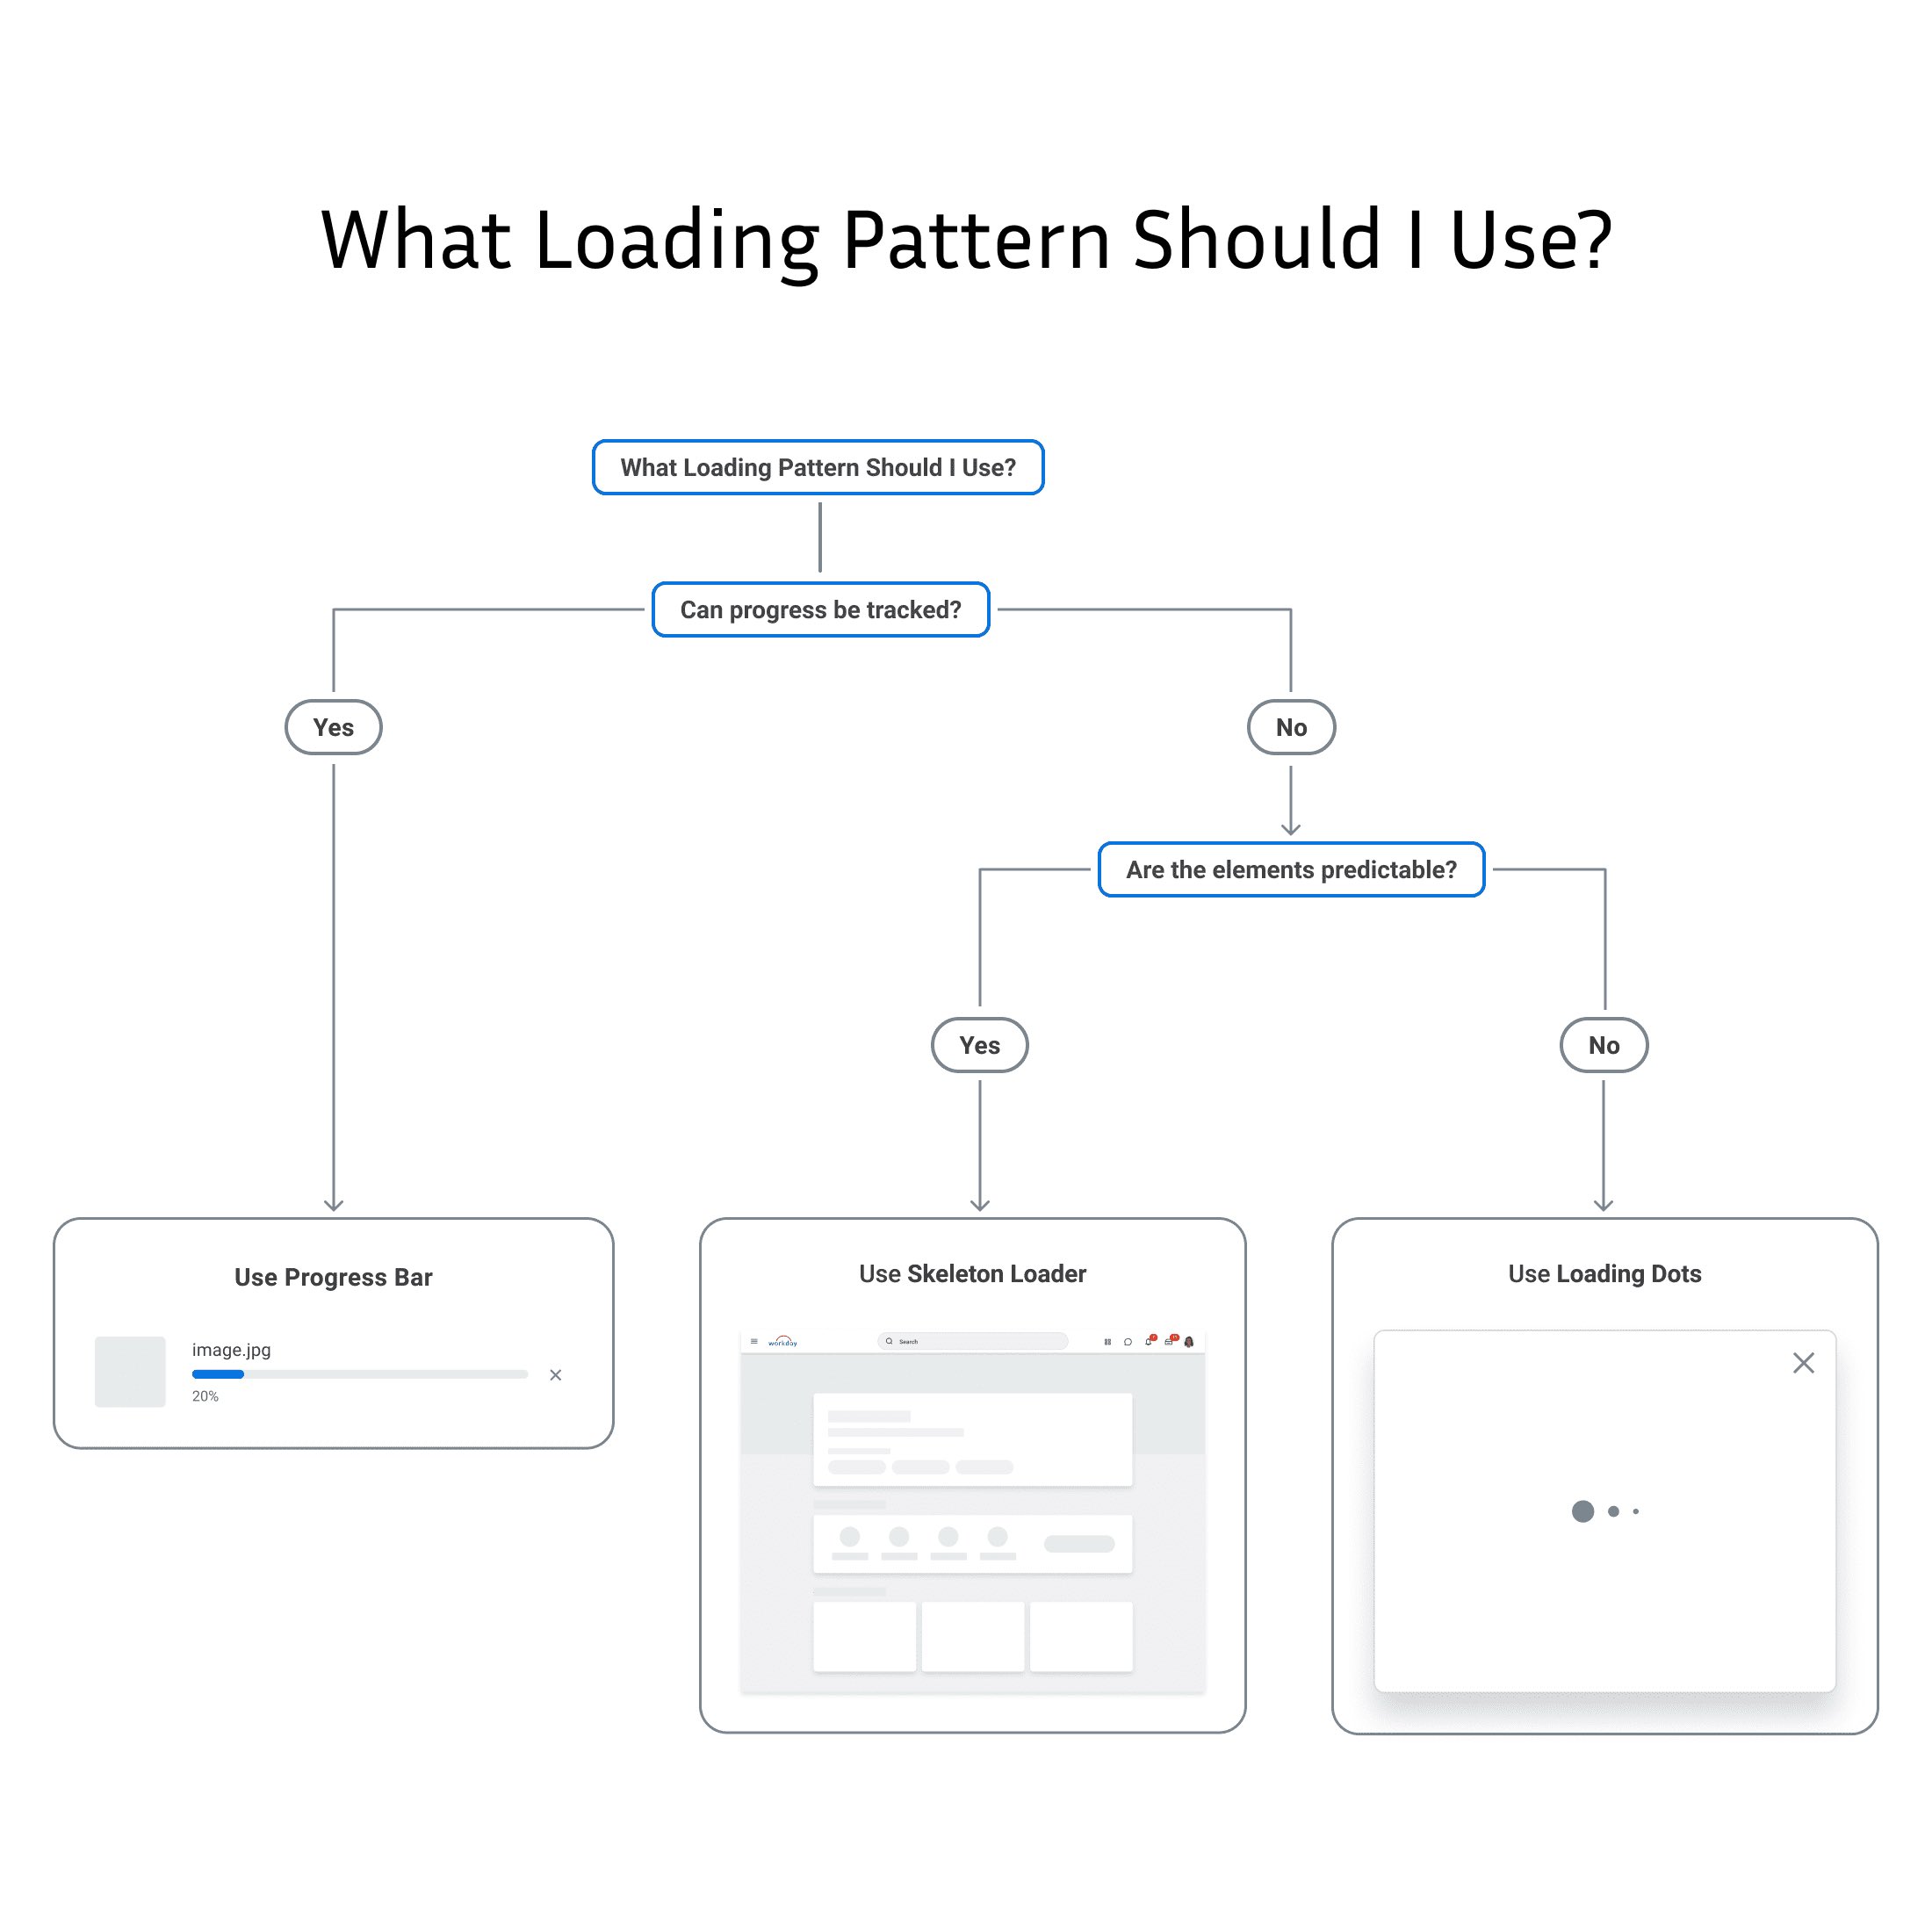 What Loading Pattern Should I Use?
What Loading Pattern Should I Use?
Can progress be tracked?
Yes
No
Are the elements predictable?
Yes
No
Use Progress Bar
image.jpg
20%
Use Skeleton Loader
workday
Search
Use Loading Dots